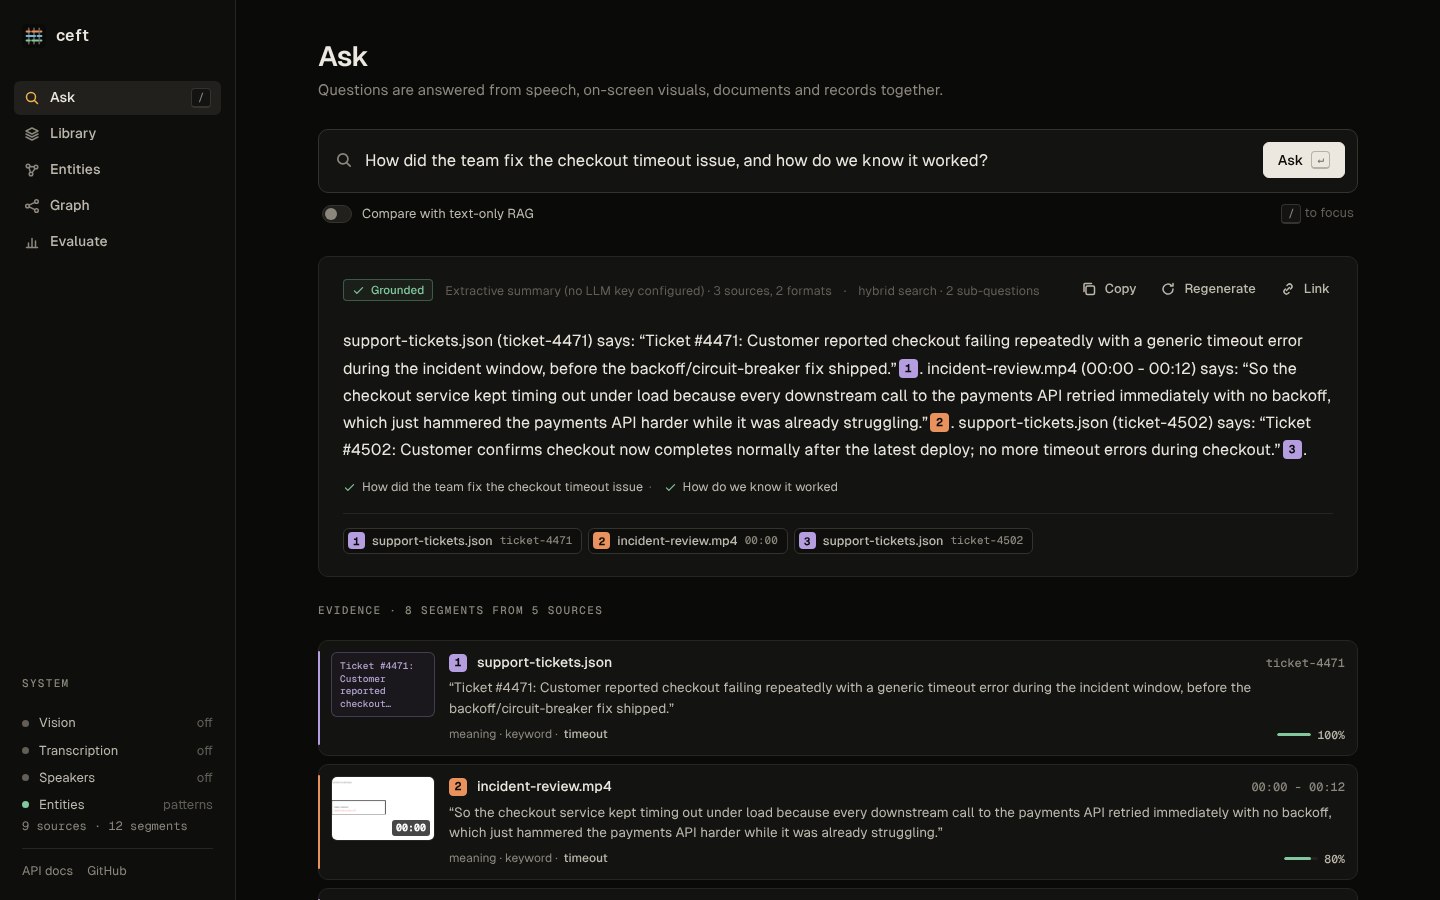 ceft
Ask /
Library
Entities
Graph
Evaluate
SYSTEM
Vision off
Transcription off
Speakers off
Entities patterns
9 sources · 12 segments
API docs GitHub
Ask
Questions are answered from speech, on-screen visuals, documents and records together.
How did the team fix the checkout timeout issue, and how do we know it worked?
Ask ↵
Compare with text-only RAG
/ to focus
Grounded
Extractive summary (no LLM key configured) · 3 sources, 2 formats · hybrid search · 2 sub-questions
Copy Regenerate Link
support-tickets.json (ticket-4471) says: “Ticket #4471: Customer reported checkout failing repeatedly with a generic timeout error
during the incident window, before the backoff/circuit-breaker fix shipped.” 1 . incident-review.mp4 (00:00 - 00:12) says: “So the
checkout service kept timing out under load because every downstream call to the payments API retried immediately with no backoff,
which just hammered the payments API harder while it was already struggling.” 2 . support-tickets.json (ticket-4502) says: “Ticket
#4502: Customer confirms checkout now completes normally after the latest deploy; no more timeout errors during checkout.” 3 .
How did the team fix the checkout timeout issue · How do we know it worked
1 support-tickets.json ticket-4471 2 incident-review.mp4 00:00 3 support-tickets.json ticket-4502
EVIDENCE · 8 SEGMENTS FROM 5 SOURCES
Ticket #4471:
Customer
reported
checkout…
1 support-tickets.json ticket-4471
“Ticket #4471: Customer reported checkout failing repeatedly with a generic timeout error during the incident window, before the
backoff/circuit-breaker fix shipped.”
meaning · keyword · timeout 100%
00:00
2 incident-review.mp4 00:00 - 00:12
“So the checkout service kept timing out under load because every downstream call to the payments API retried immediately with no backoff,
which just hammered the payments API harder while it was already struggling.”
meaning · keyword · timeout 80%